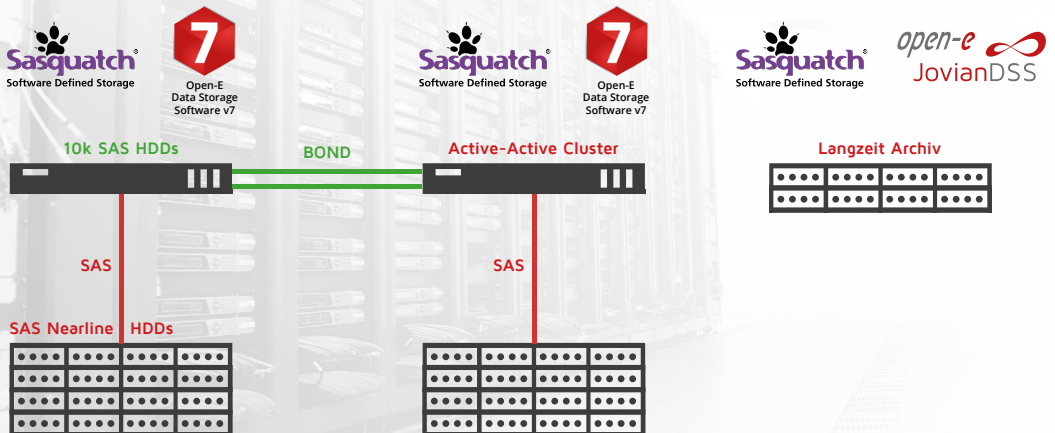 Sasquatch®
Software Defined Storage
7
Open-E
Data Storage
Software v7
Sasquatch®
Software Defined Storage
7
Open-E
Data Storage
Software v7
Sasquatch®
Software Defined Storage
open-e
JovianDSS
10k SAS HDDs
BOND
Active-Active Cluster
Langzeit Archiv
SAS
SAS
SAS Nearline HDDs